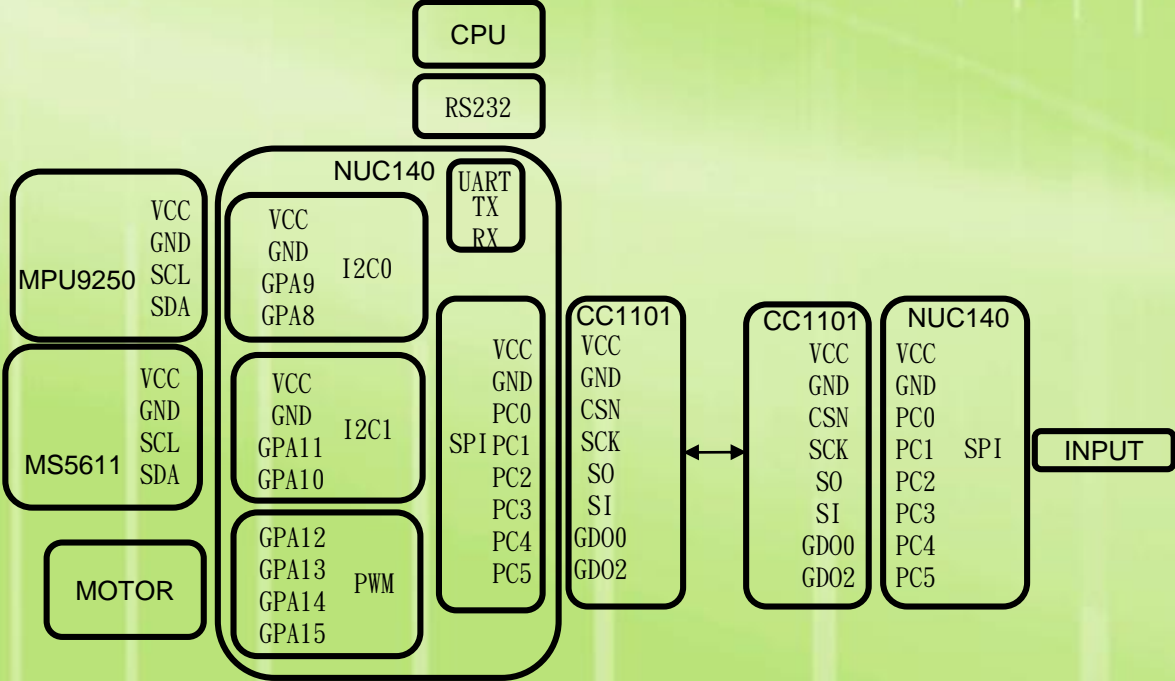 CPU
RS232
NUC140
UART
TX
RX
MPU9250
VCC
GND
SCL
SDA
VCC
GND
GPA9
GPA8
I2C0
MS5611
VCC
GND
SCL
SDA
VCC
GND
GPA11
GPA10
I2C1
MOTOR
GPA12
GPA13
GPA14
GPA15
PWM
SPI
VCC
GND
PC0
PC1
PC2
PC3
PC4
PC5
CC1101
VCC
GND
CSN
SCK
SO
SI
GDO0
GDO2
CC1101
VCC
GND
CSN
SCK
SO
SI
GDO0
GDO2
NUC140
VCC
GND
PC0
PC1
PC2
PC3
PC4
PC5
SPI
INPUT